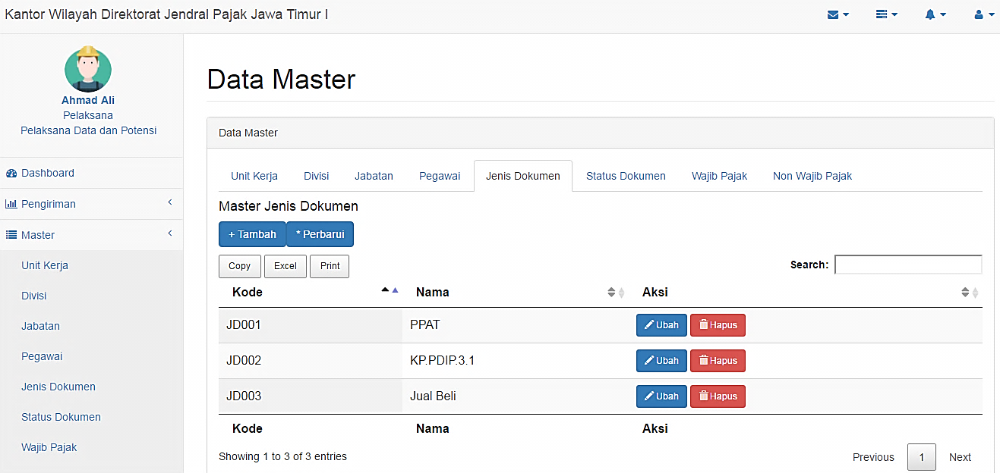 Kantor Wilayah Direktorat Jendral Pajak Jawa Timur I
Ahmad Ali
Pelaksana
Pelaksana Data dan Potensi
Dashboard
Pengiriman
Master
Unit Kerja
Divisi
Jabatan
Pegawai
Jenis Dokumen
Status Dokumen
Wajib Pajak
Data Master
Data Master
Unit Kerja Divisi Jabatan Pegawai Jenis Dokumen Status Dokumen Wajib Pajak Non Wajib Pajak
Master Jenis Dokumen
+ Tambah * Perbarui
Copy Excel Print Search:
Kode Nama Aksi
JD001 PPAT Ubah Hapus
JD002 KP.PDIP.3.1 Ubah Hapus
JD003 Jual Beli Ubah Hapus
Kode Nama Aksi
Showing 1 to 3 of 3 entries Previous 1 Next